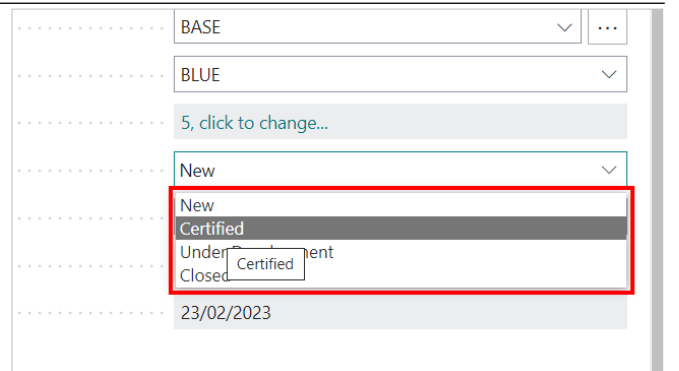 BASE
...
BLUE
5, click to change...
New
New
Certified
Under ment
Certified
Closed
23/02/2023